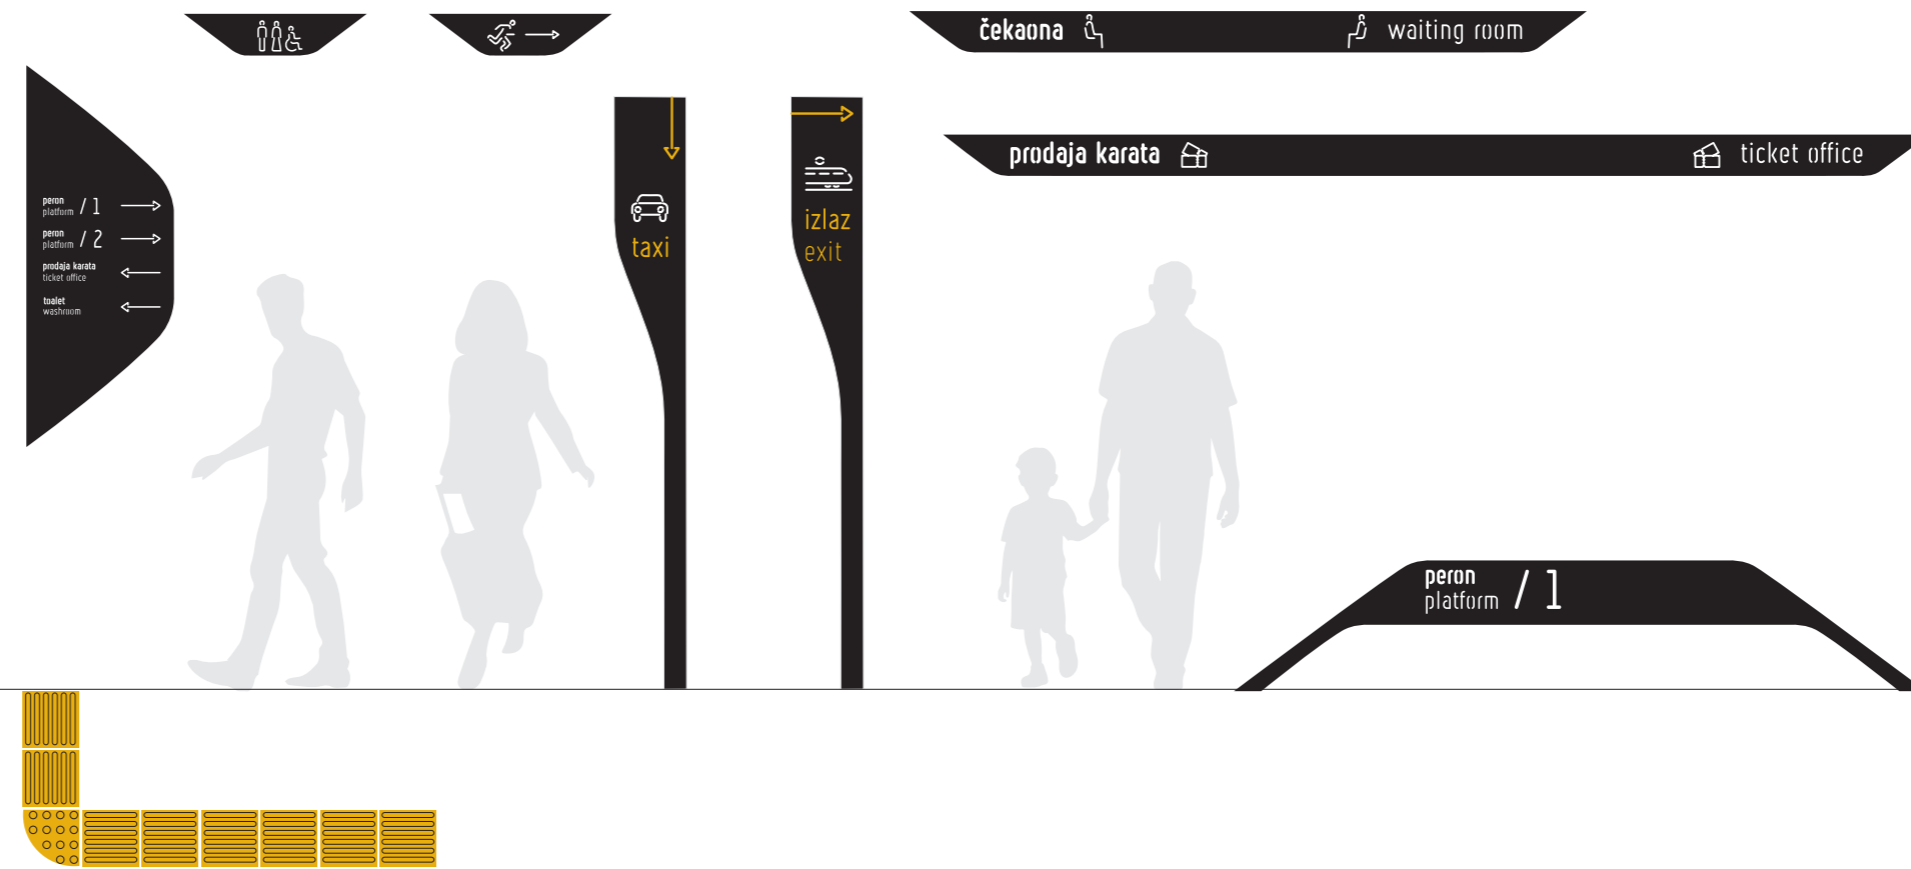 čekaona
waiting room
prodaja karata
ticket office
peron
platform / 1
peron
platform / 2
prodaja karata
ticket office
toalet
washroom
taxi
izlaz
exit
peron
platform / 1